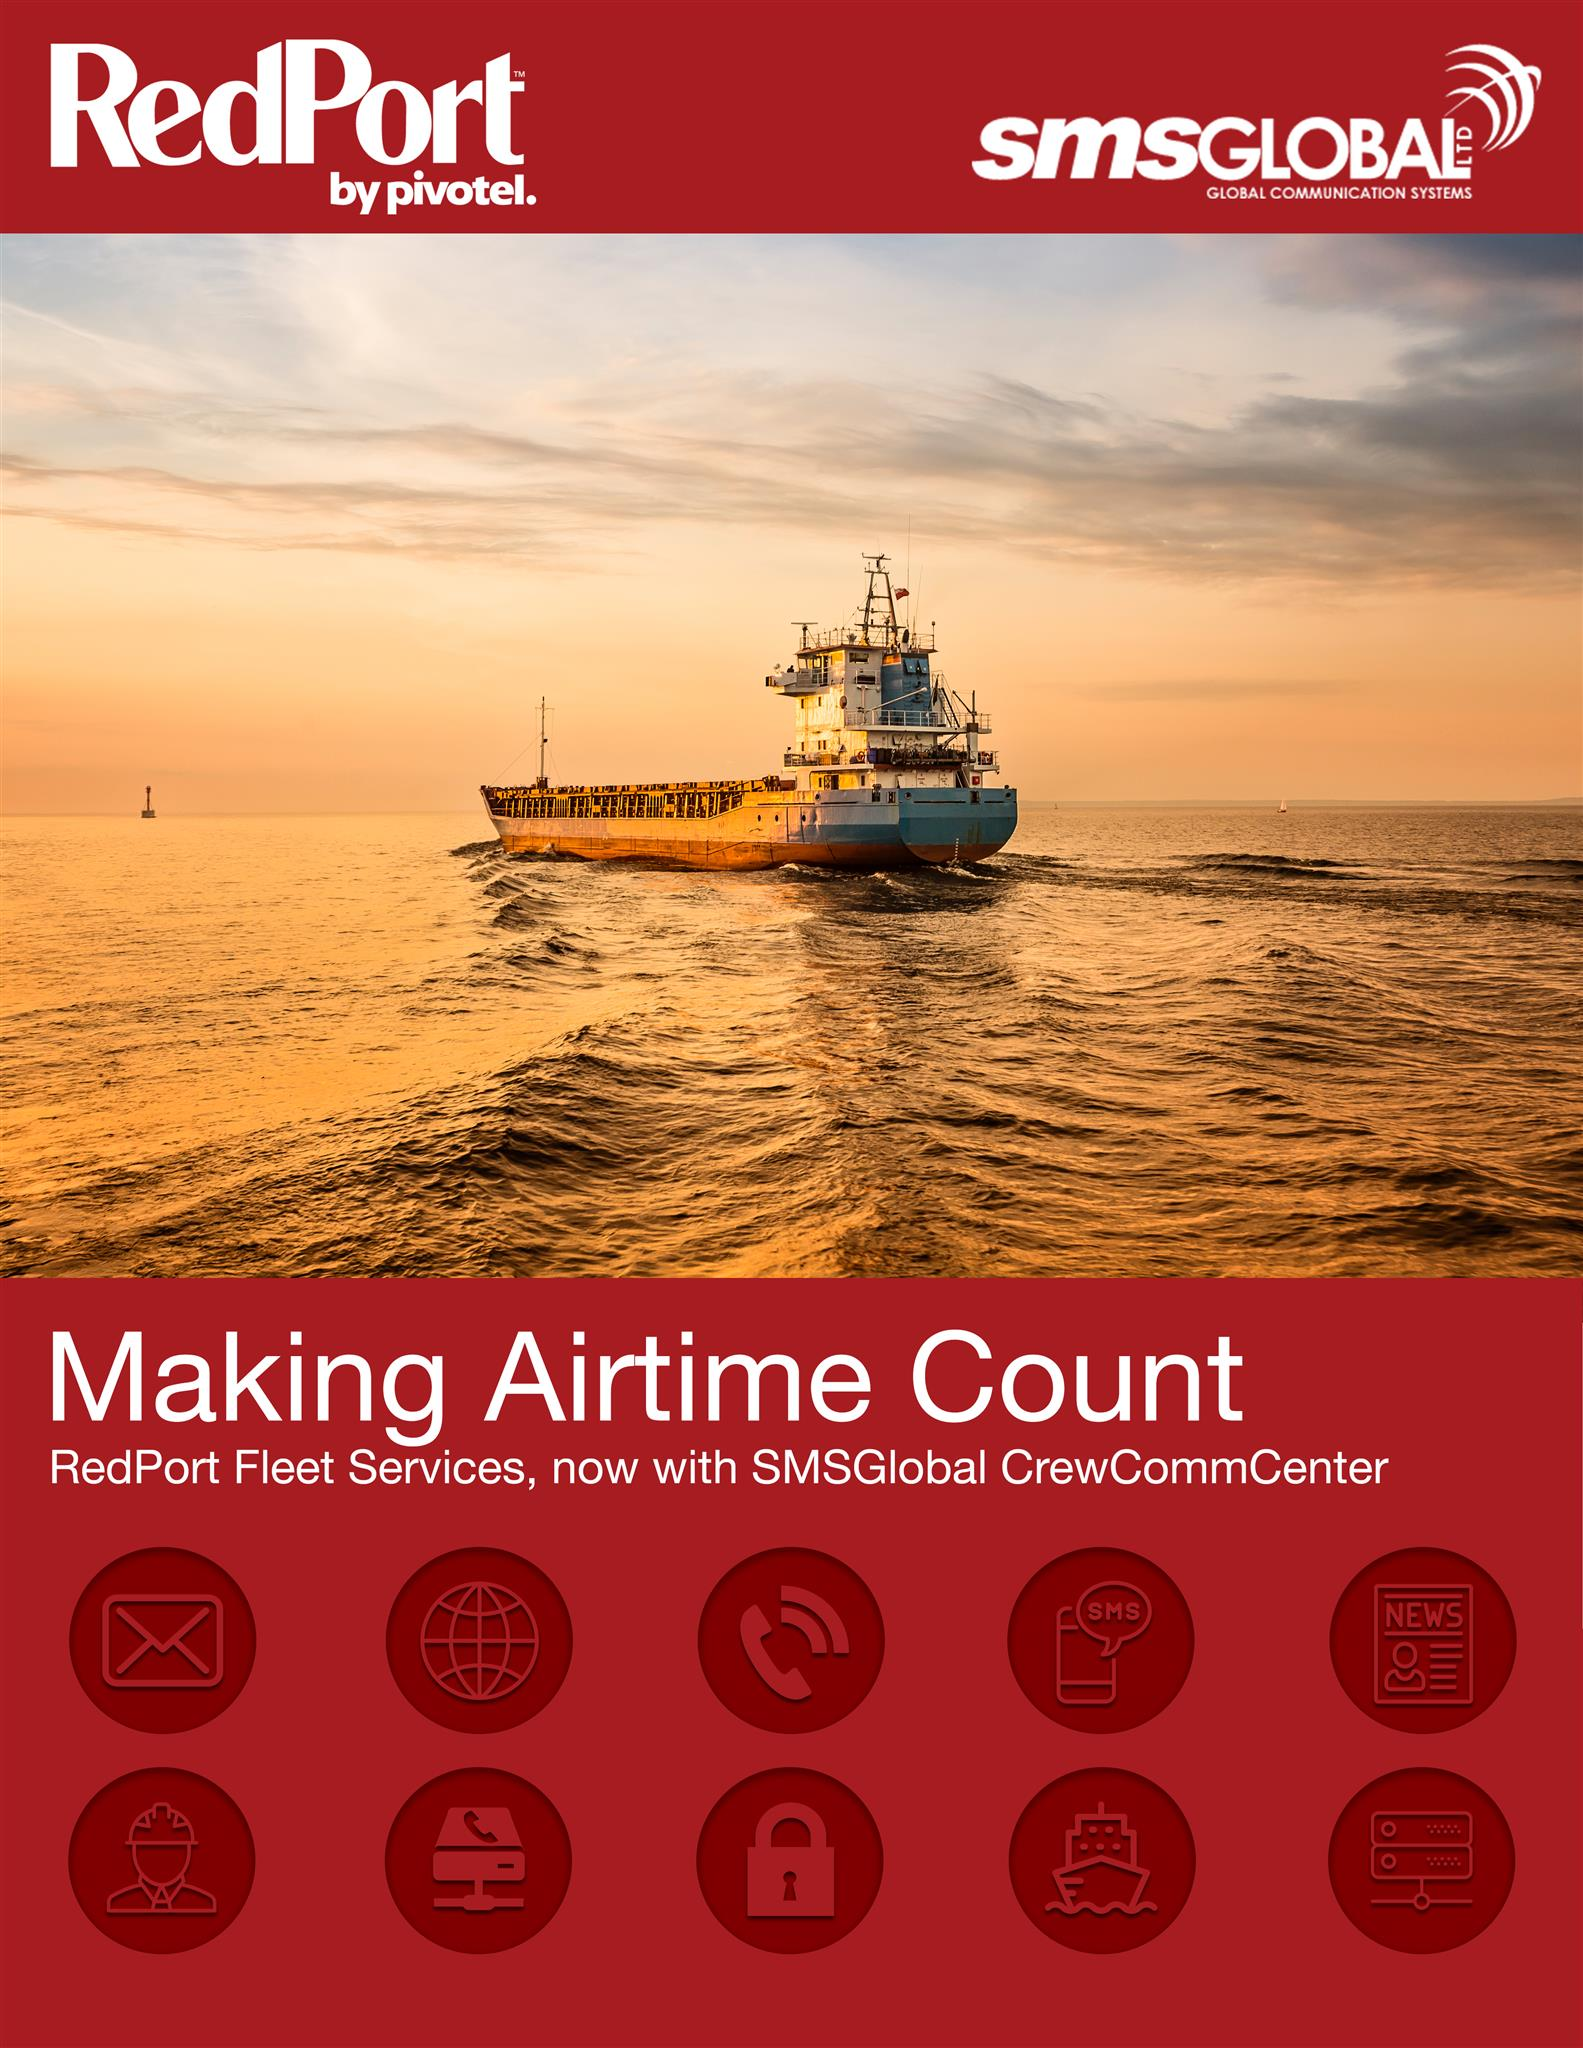 RedPort™
by pivotel.
smsGLOBAL LTD
GLOBAL COMMUNICATION SYSTEMS
Making Airtime Count
RedPort Fleet Services, now with SMSGlobal CrewCommCenter
SMS
NEWS